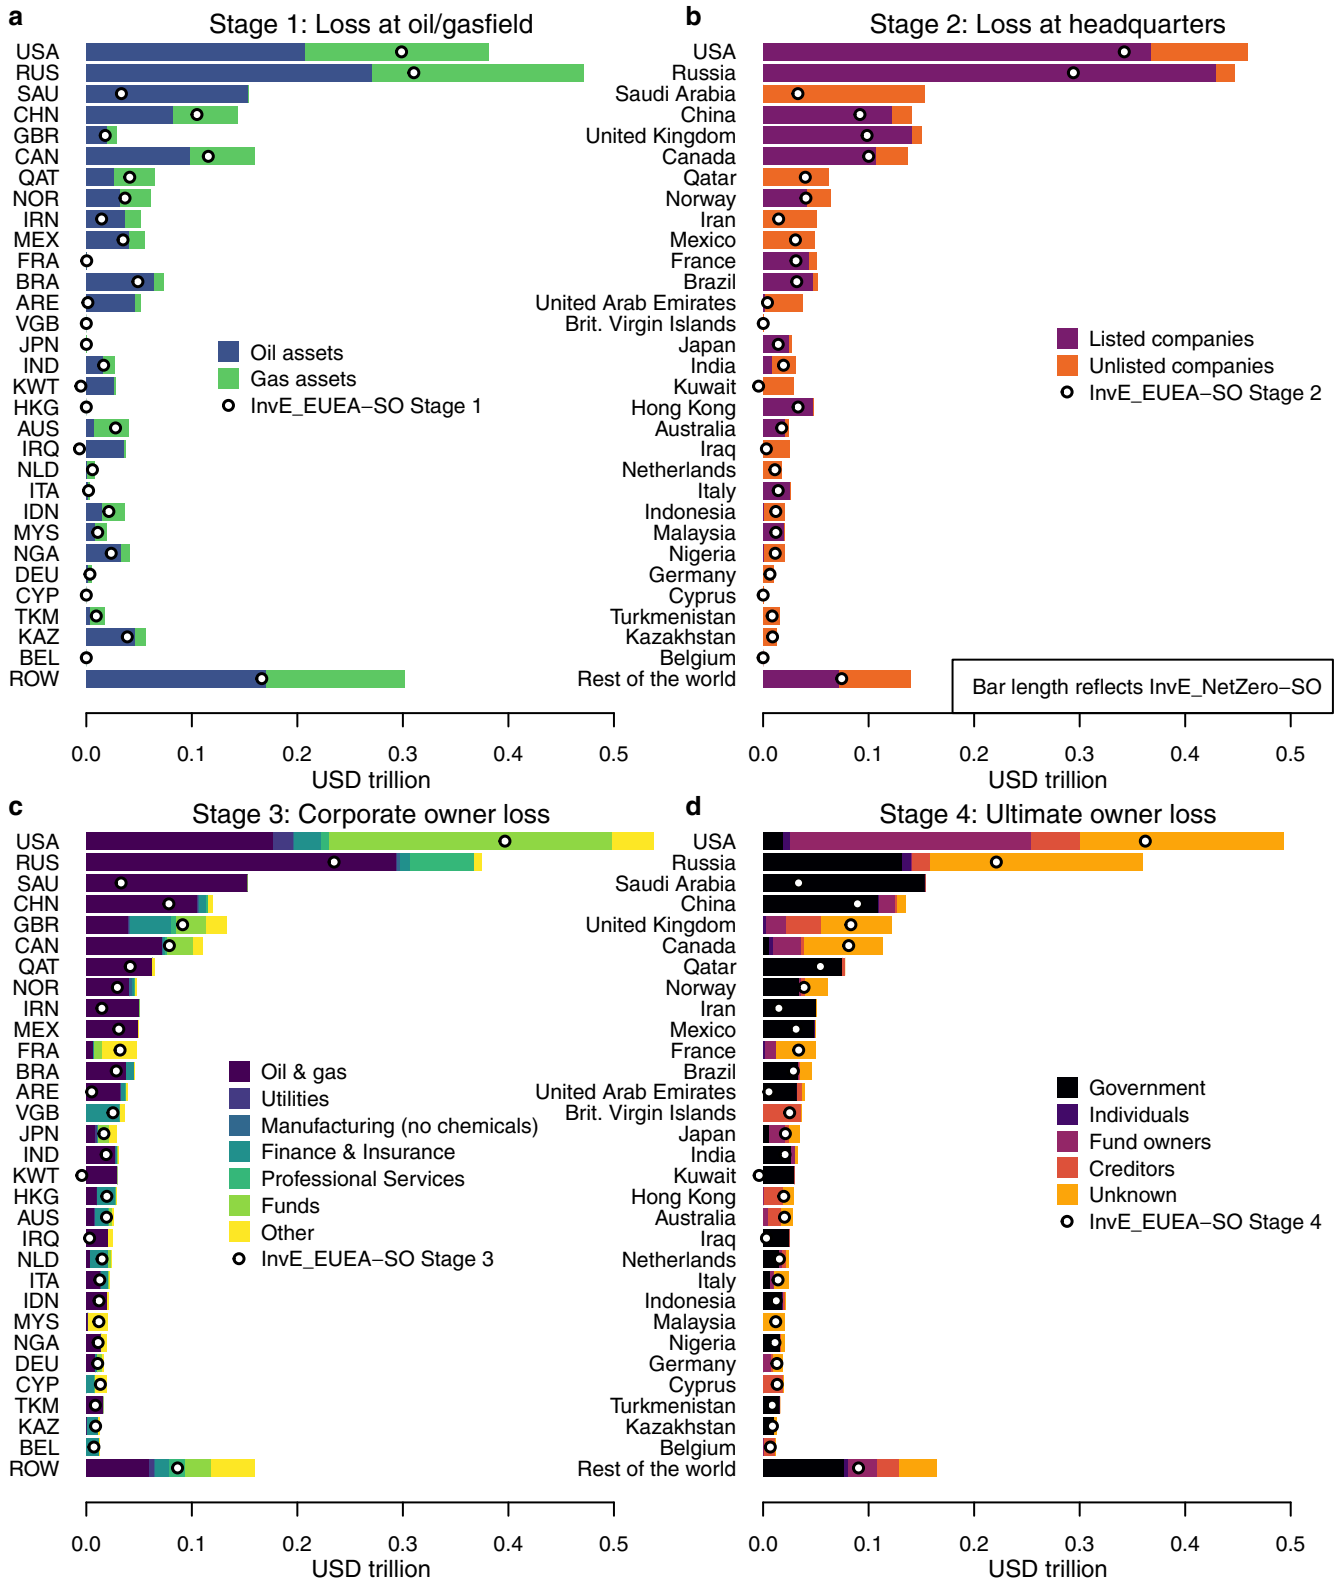 a
Stage 1: Loss at oil/gasfield
USA
RUS
SAU
CHN
GBR
CAN
QAT
NOR
IRN
MEX
FRA
BRA
ARE
VGB
JPN
IND
KWT
HKG
AUS
IRQ
NLD
ITA
IDN
MYS
NGA
DEU
CYP
TKM
KAZ
BEL
ROW
Oil assets
Gas assets
InvE_EUEA−SO Stage 1
0.0 0.1 0.2 0.3 0.4 0.5
USD trillion
b
Stage 2: Loss at headquarters
USA
Russia
Saudi Arabia
China
United Kingdom
Canada
Qatar
Norway
Iran
Mexico
France
Brazil
United Arab Emirates
Brit. Virgin Islands
Japan
India
Kuwait
Hong Kong
Australia
Iraq
Netherlands
Italy
Indonesia
Malaysia
Nigeria
Germany
Cyprus
Turkmenistan
Kazakhstan
Belgium
Rest of the world
Listed companies
Unlisted companies
InvE_EUEA−SO Stage 2
Bar length reflects InvE_NetZero−SO
0.0 0.1 0.2 0.3 0.4 0.5
USD trillion
c
Stage 3: Corporate owner loss
USA
RUS
SAU
CHN
GBR
CAN
QAT
NOR
IRN
MEX
FRA
BRA
ARE
VGB
JPN
IND
KWT
HKG
AUS
IRQ
NLD
ITA
IDN
MYS
NGA
DEU
CYP
TKM
KAZ
BEL
ROW
Oil & gas
Utilities
Manufacturing (no chemicals)
Finance & Insurance
Professional Services
Funds
Other
InvE_EUEA−SO Stage 3
0.0 0.1 0.2 0.3 0.4 0.5
USD trillion
d
Stage 4: Ultimate owner loss
USA
Russia
Saudi Arabia
China
United Kingdom
Canada
Qatar
Norway
Iran
Mexico
France
Brazil
United Arab Emirates
Brit. Virgin Islands
Japan
India
Kuwait
Hong Kong
Australia
Iraq
Netherlands
Italy
Indonesia
Malaysia
Nigeria
Germany
Cyprus
Turkmenistan
Kazakhstan
Belgium
Rest of the world
Government
Individuals
Fund owners
Creditors
Unknown
InvE_EUEA−SO Stage 4
0.0 0.1 0.2 0.3 0.4 0.5
USD trillion